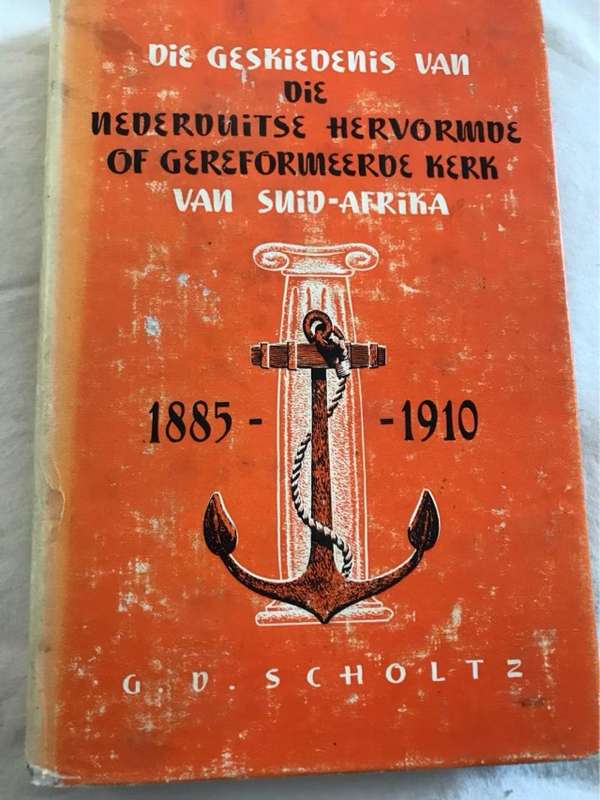 DIE GESKIEDENIS VAN
DIE
NEDERDUITSE HERVORMDE
OF GEREFORMEERDE KERK
VAN SUID-AFRIKA
1885 - - 1910
G. D. SCHOLTZ